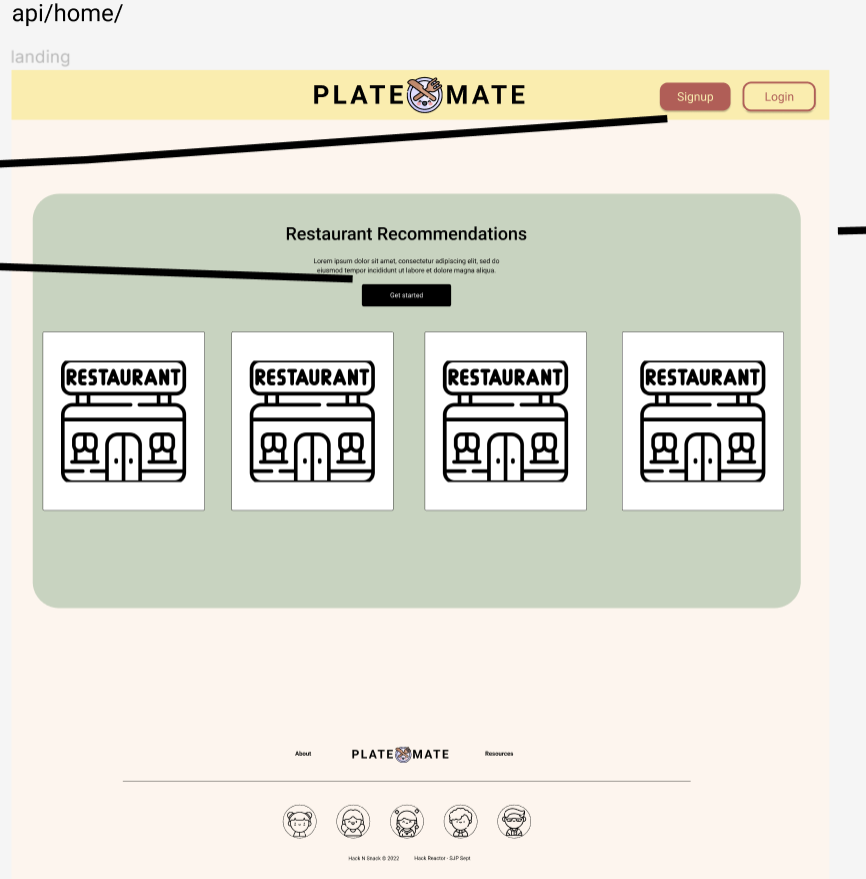 api/home/
landing
PLATE MATE
Signup
Login
Restaurant Recommendations
Lorem ipsum dolor sit amet, consectetur adipiscing elit, sed do
eiusmod tempor incididunt ut labore et dolore magna aliqua.
Get started
RESTAURANT
RESTAURANT
RESTAURANT
RESTAURANT
About
PLATE MATE
Resources
Hack N Snack © 2022
Hack Reactor - SJP Sept